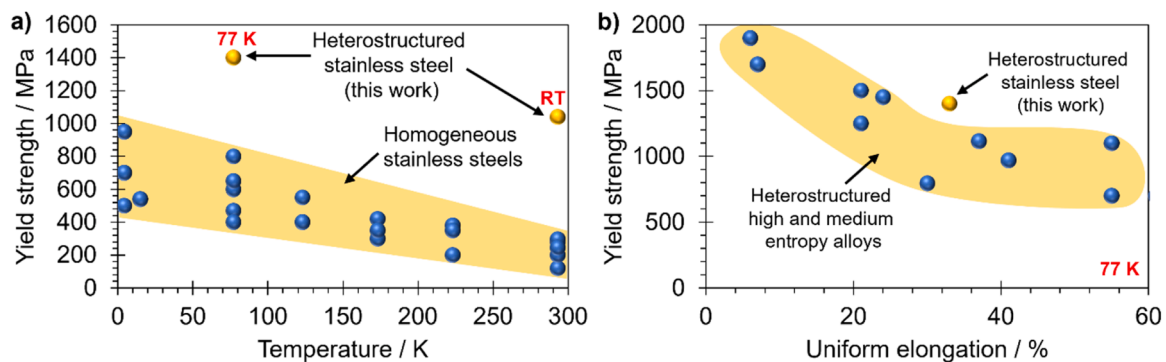 a)
1600
1400
1200
1000
800
600
400
200
0
Yield strength / MPa
77 K
Heterostructured
stainless steel
(this work)
RT
Homogeneous
stainless steels
0 50 100 150 200 250 300
Temperature / K
b)
2000
1500
1000
500
0
Yield strength / MPa
Heterostructured
stainless steel
(this work)
Heterostructured
high and medium
entropy alloys
77 K
0 20 40 60
Uniform elongation / %